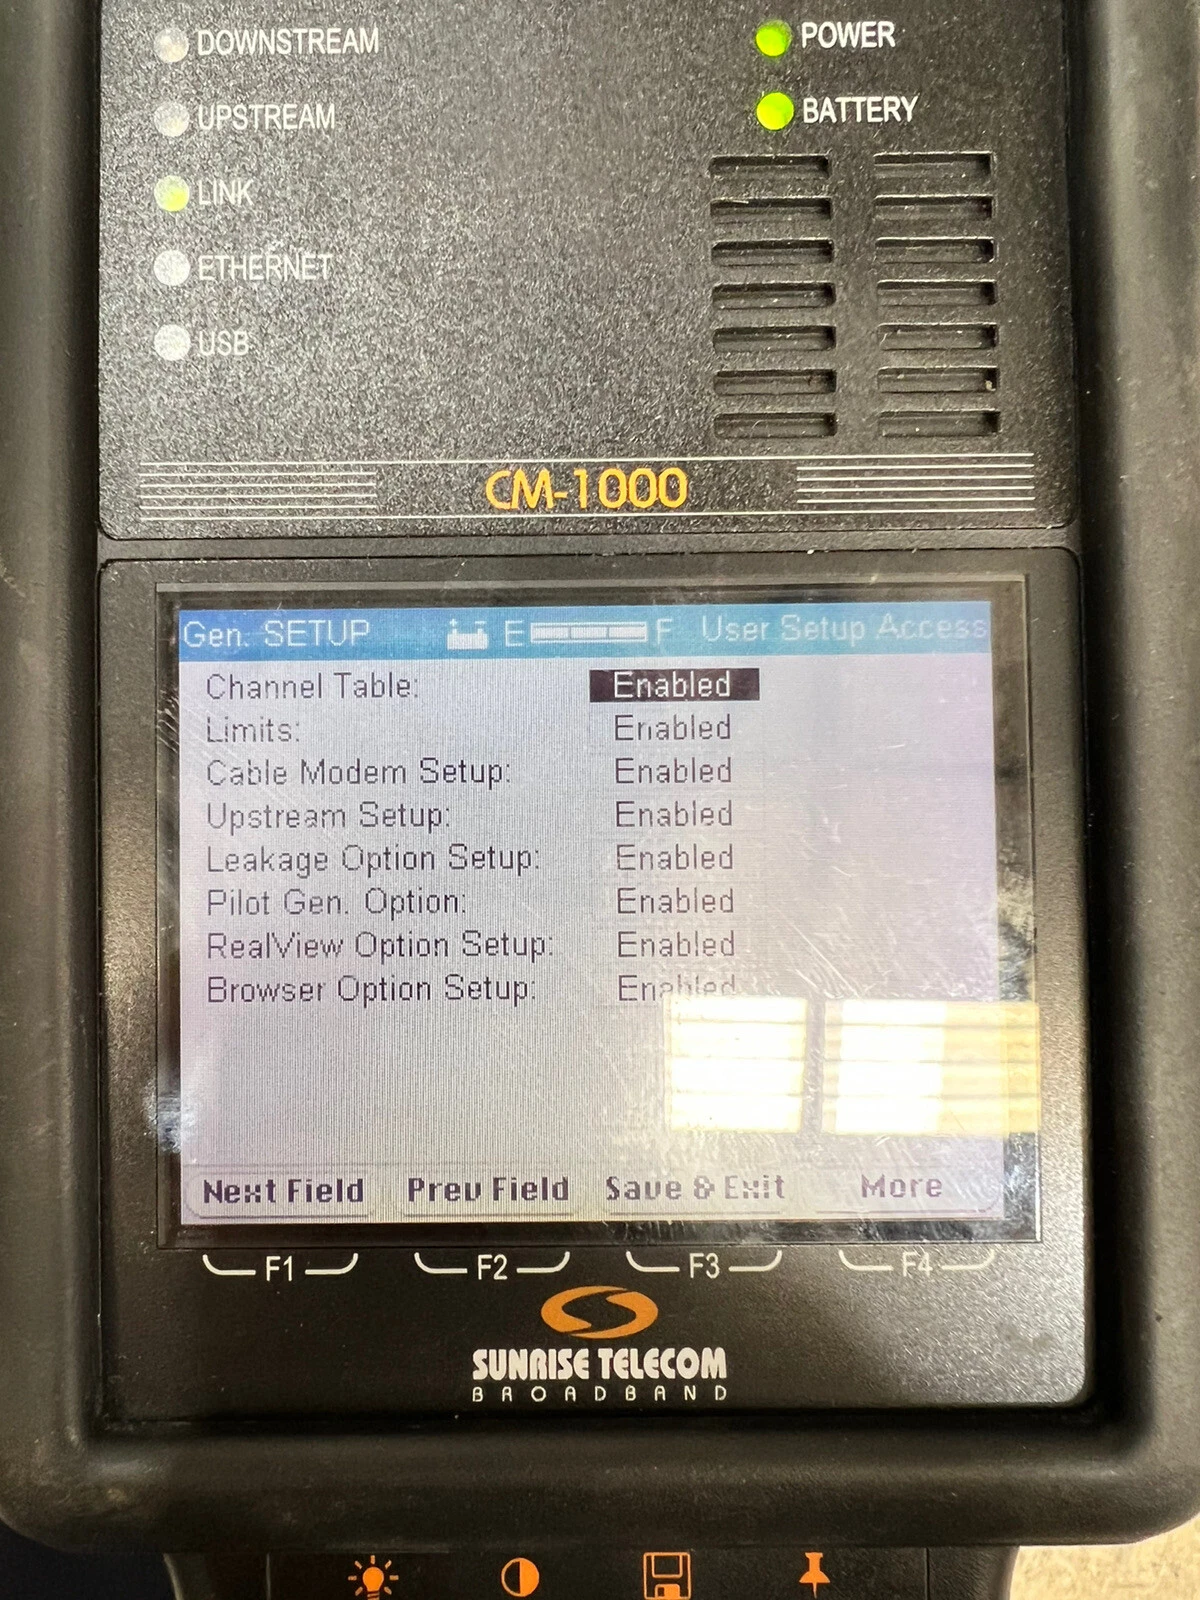 DOWNSTREAM
POWER
UPSTREAM
BATTERY
LINK
ETHERNET
USB
CM-1000
Gen. SETUP E F User Setup Access
Channel Table: Enabled
Limits: Enabled
Cable Modem Setup: Enabled
Upstream Setup: Enabled
Leakage Option Setup: Enabled
Pilot Gen. Option: Enabled
RealView Option Setup: Enabled
Browser Option Setup: Enabled
Next Field Prev Field Save & Exit More
F1 F2 F3 F4
SUNRISE TELECOM
BROADBAND